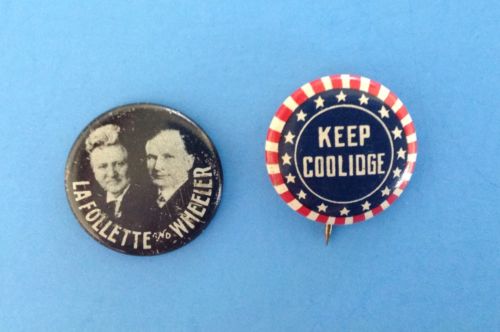 LA FOLLETTE AND WHEELER
KEEP
COOLIDGE